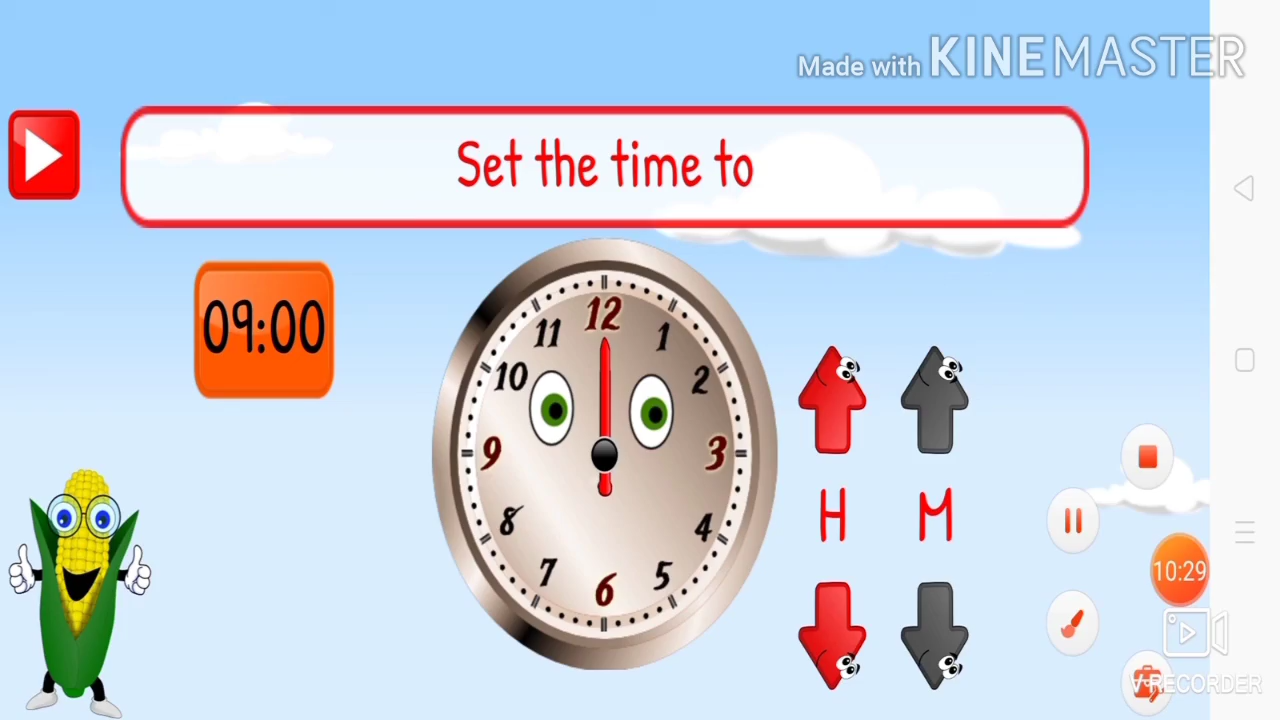 Made with KINEMASTER
Set the time to
09:00
12
11
1
10
2
9
3
8
4
7
5
6
H
M
10:29
V RECORDER